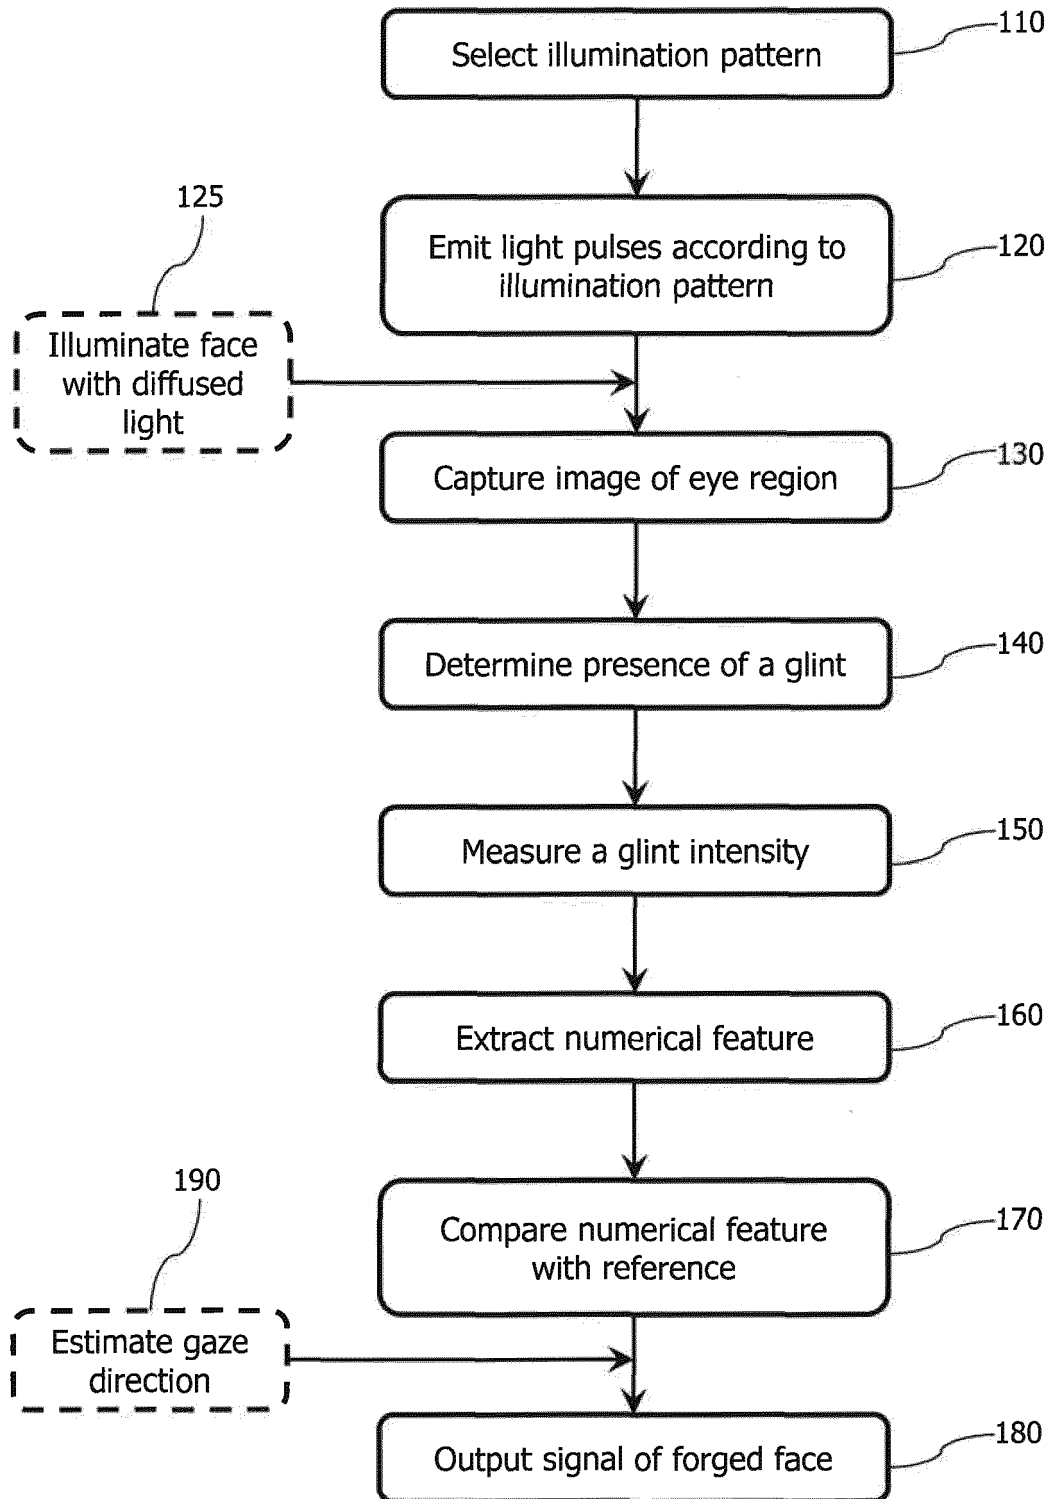 110
Select illumination pattern
125
120
Emit light pulses according to
illumination pattern
Illuminate face
with diffused
light
130
Capture image of eye region
140
Determine presence of a glint
150
Measure a glint intensity
160
Extract numerical feature
190
170
Compare numerical feature
with reference
Estimate gaze
direction
180
Output signal of forged face